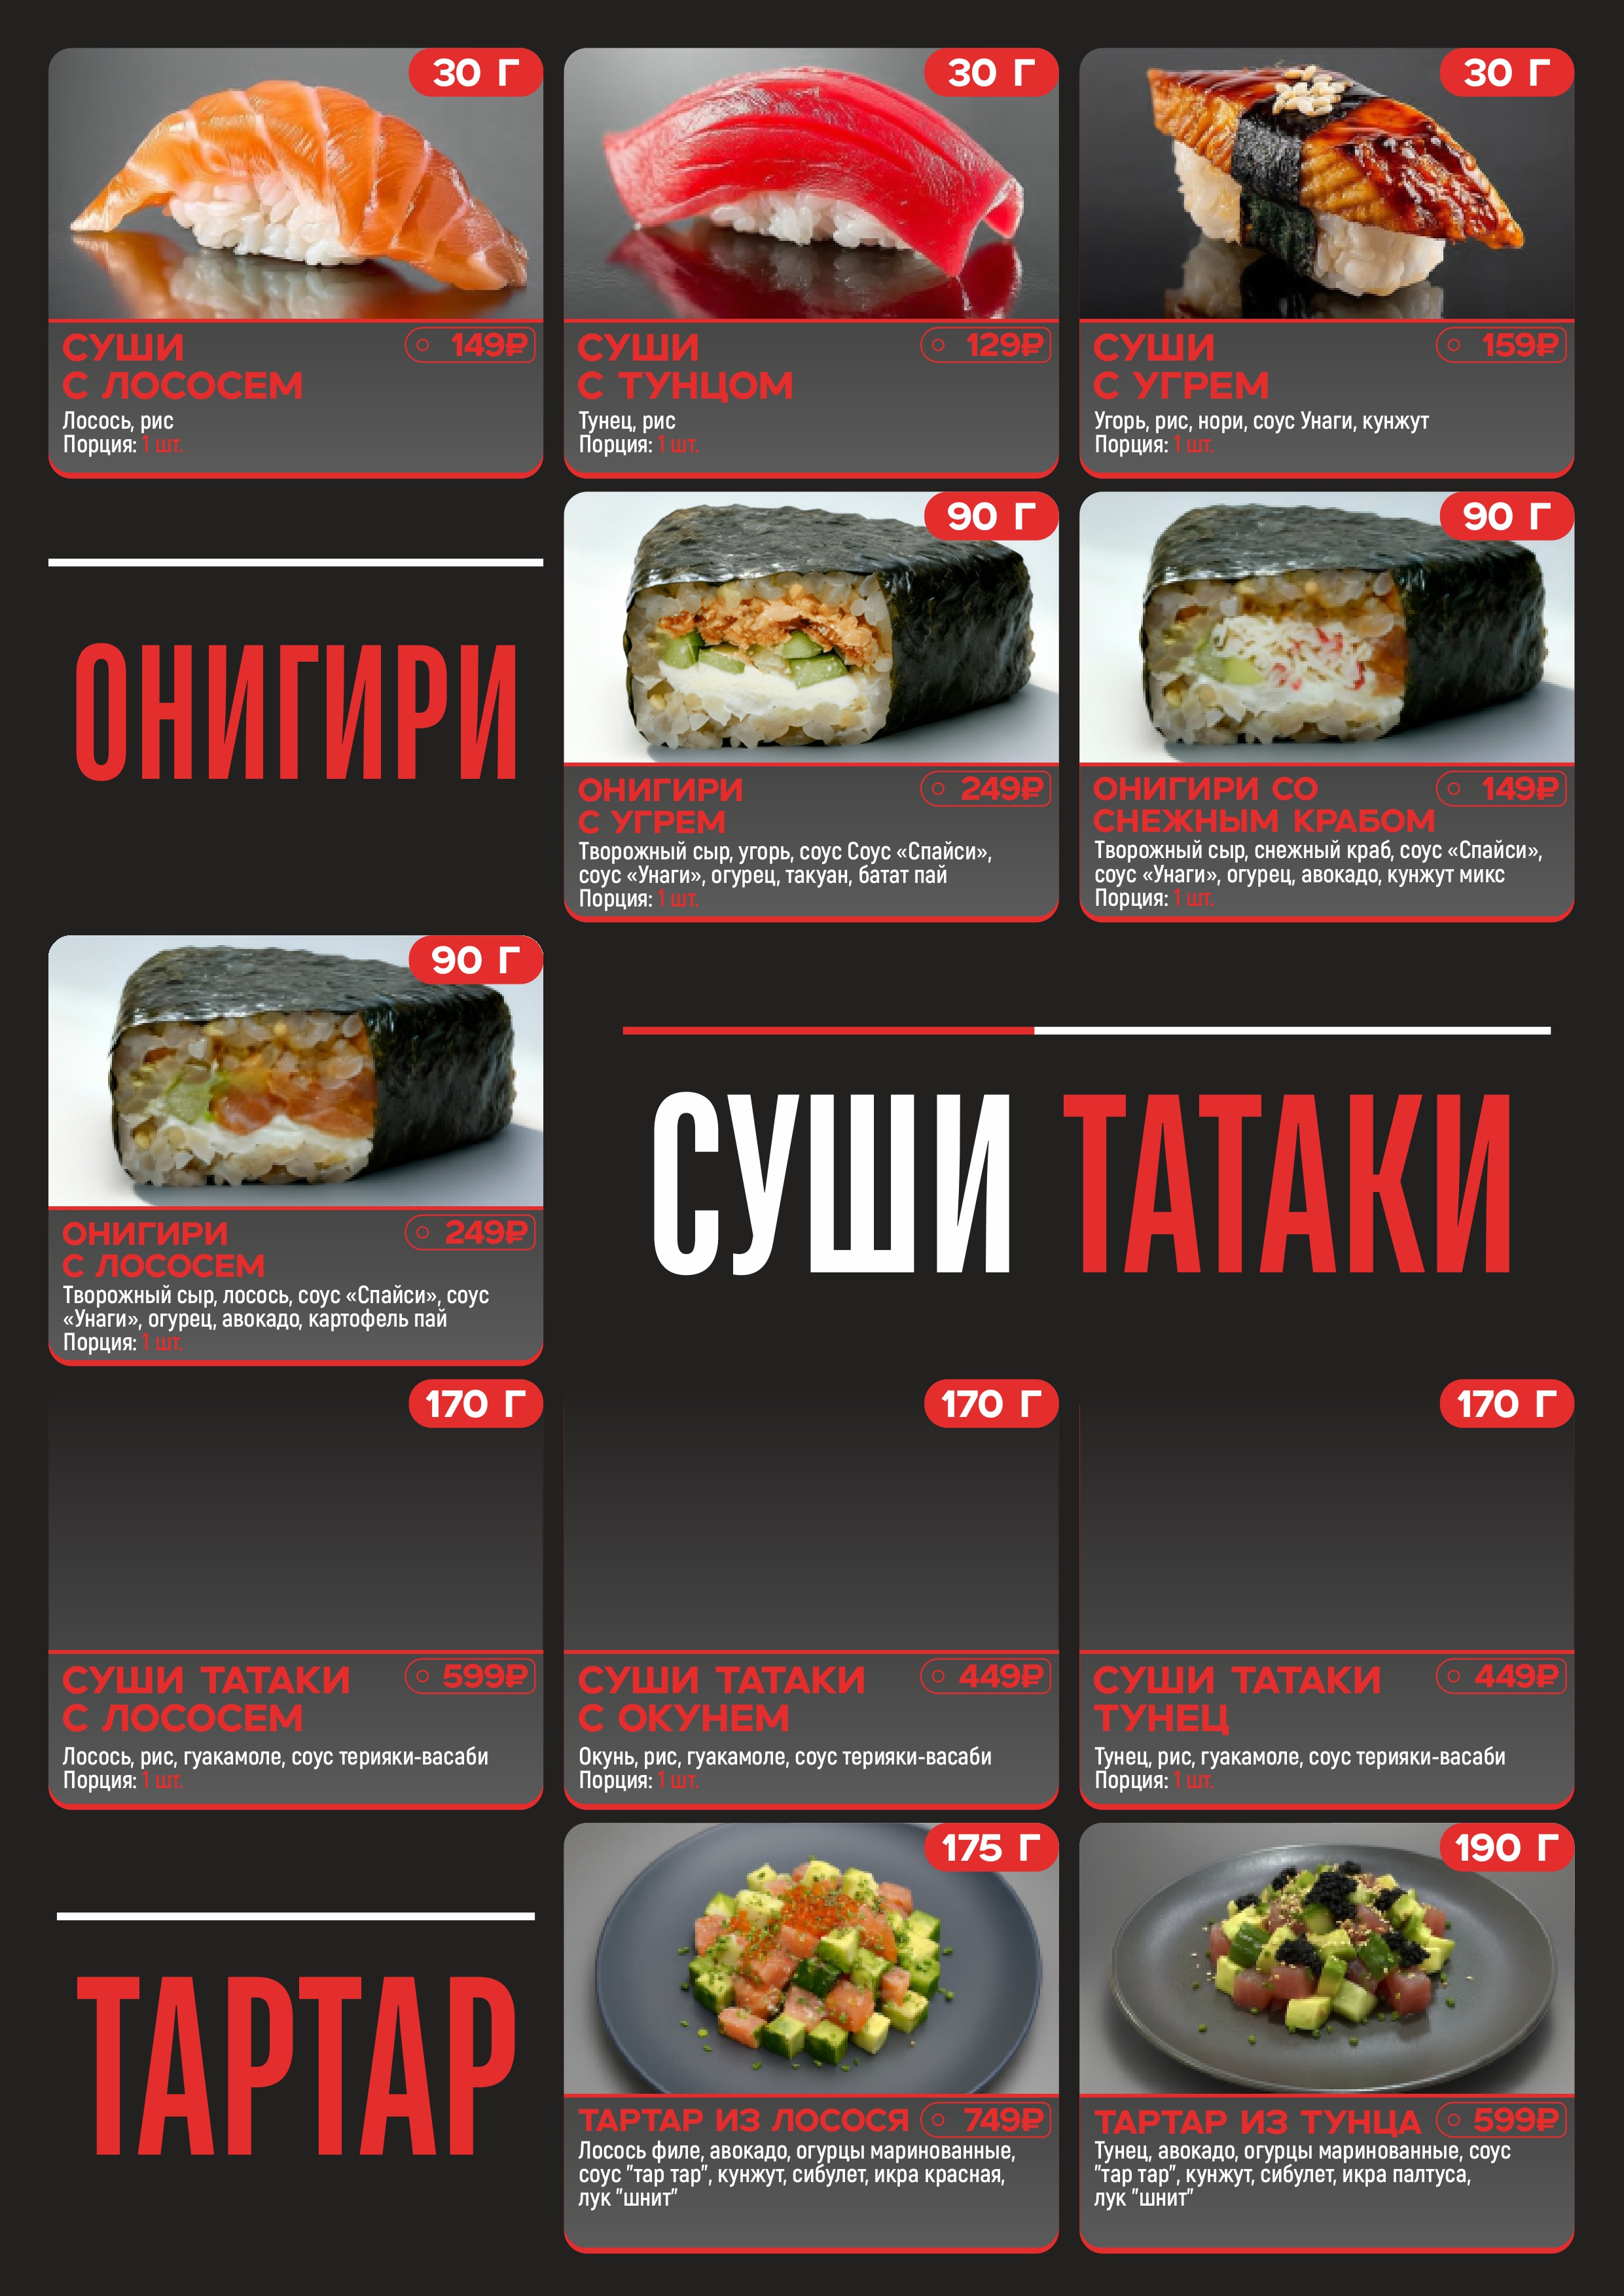 30 Г
СУШИ
С ЛОСОСЕМ
149₽
Лосось, рис
Порция: 1 шт.
30 Г
СУШИ
С ТУНЦОМ
129₽
Тунец, рис
Порция: 1 шт.
30 Г
СУШИ
С УГРЕМ
159₽
Угорь, рис, нори, соус Унаги, кунжут
Порция: 1 шт.
ОНИГИРИ
90 Г
ОНИГИРИ
С УГРЕМ
249₽
Творожный сыр, угорь, соус Соус «Спайси»,
соус «Унаги», огурец, такуан, батат пай
Порция: 1 шт.
90 Г
ОНИГИРИ СО
СНЕЖНЫМ КРАБОМ
149₽
Творожный сыр, снежный краб, соус «Спайси»,
соус «Унаги», огурец, авокадо, кунжут микс
Порция: 1 шт.
90 Г
ОНИГИРИ
С ЛОСОСЕМ
249₽
Творожный сыр, лосось, соус «Спайси», соус
«Унаги», огурец, авокадо, картофель пай
Порция: 1 шт.
СУШИ ТАТАКИ
170 Г
СУШИ ТАТАКИ
С ЛОСОСЕМ
599₽
Лосось, рис, гуакамоле, соус терияки-васаби
Порция: 1 шт.
170 Г
СУШИ ТАТАКИ
С ОКУНЕМ
449₽
Окунь, рис, гуакамоле, соус терияки-васаби
Порция: 1 шт.
170 Г
СУШИ ТАТАКИ
ТУНЕЦ
449₽
Тунец, рис, гуакамоле, соус терияки-васаби
Порция: 1 шт.
ТАРТАР
175 Г
ТАРТАР ИЗ ЛОСОСЯ
749₽
Лосось филе, авокадо, огурцы маринованные,
соус "тар тар", кунжут, сибулет, икра красная,
лук "шнит"
190 Г
ТАРТАР ИЗ ТУНЦА
599₽
Тунец, авокадо, огурцы маринованные, соус
"тар тар", кунжут, сибулет, икра палтуса,
лук "шнит"